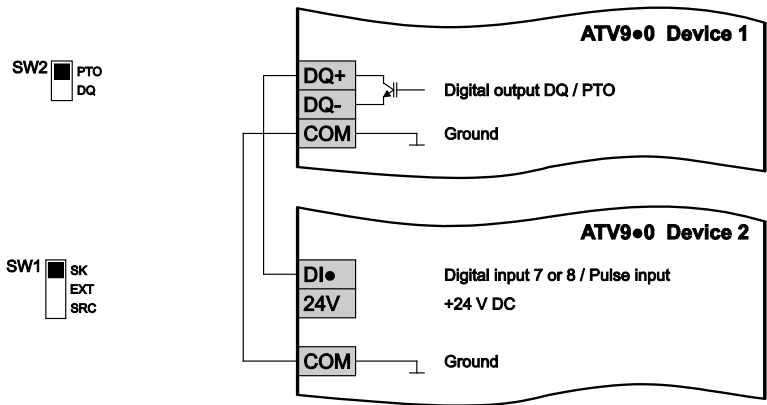 ATV9●0 Device 1
SW2
PTO
DQ
DQ+
DQ-
COM
Digital output DQ / PTO
Ground
ATV9●0 Device 2
SW1
SK
EXT
SRC
DI●
24V
COM
Digital input 7 or 8 / Pulse input
+24 V DC
Ground